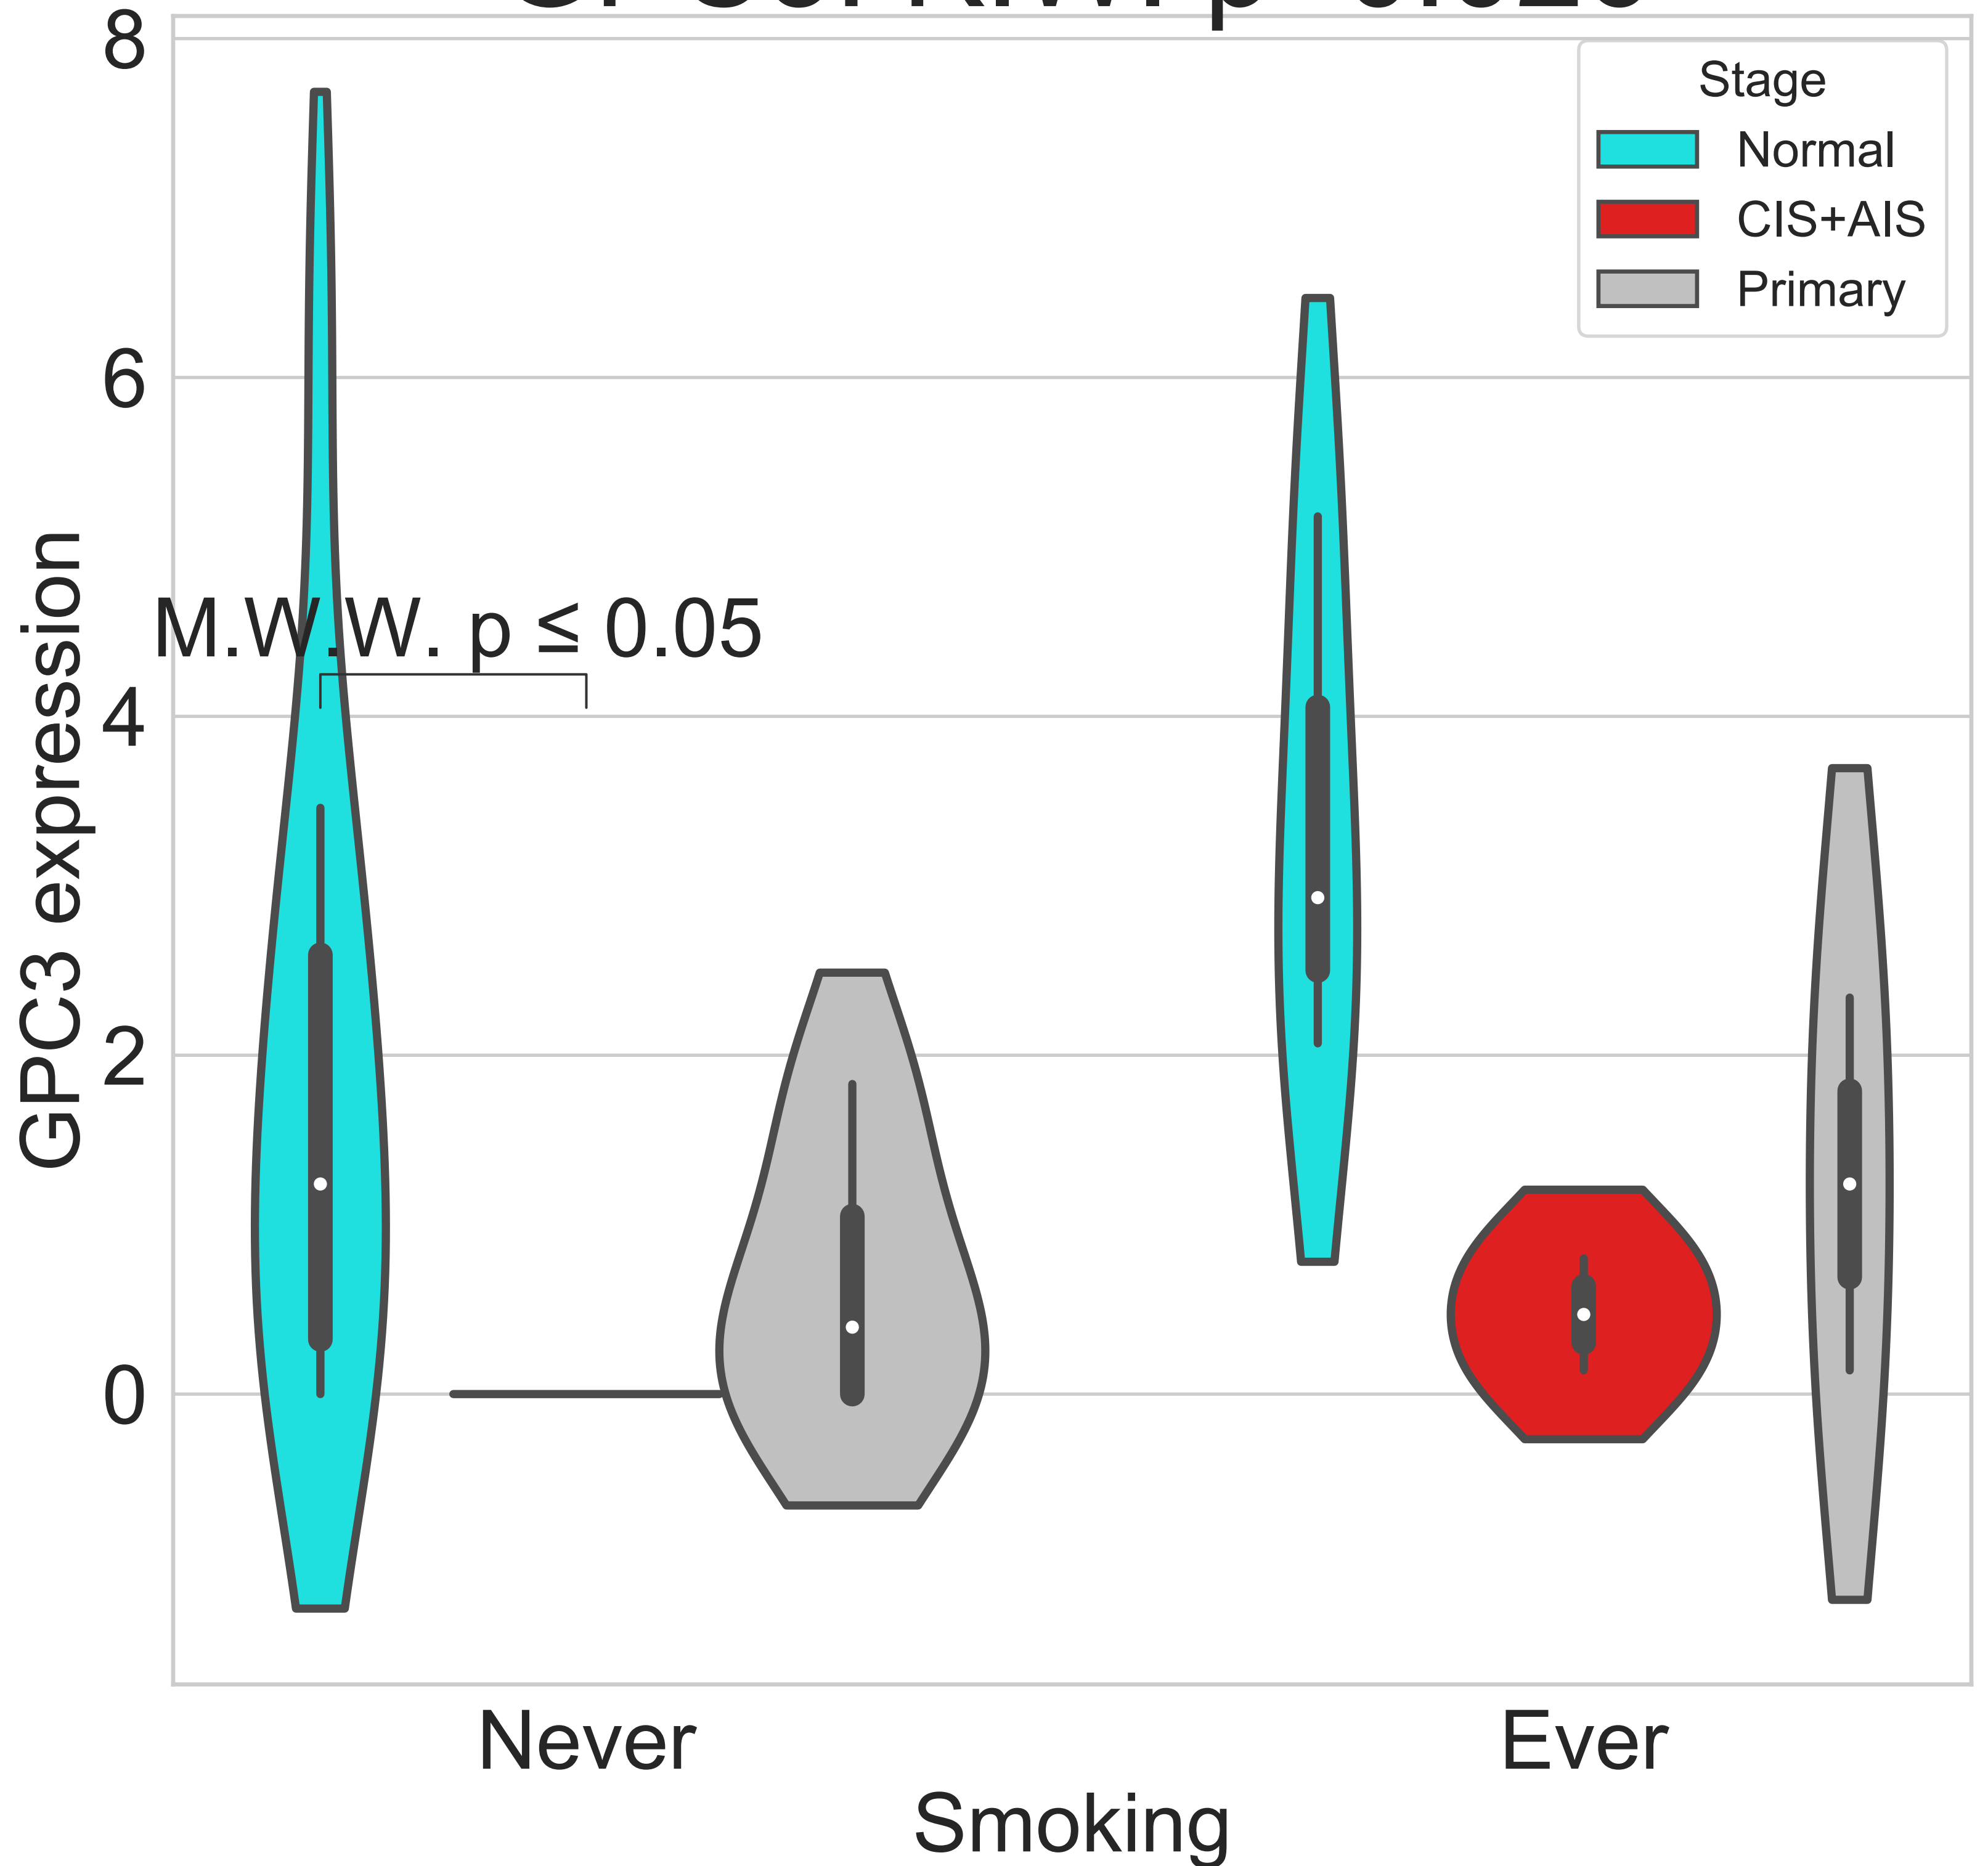 8
Stage
Normal
CIS+AIS
Primary
6
M.W.W. p ≤ 0.05
4
2
0
GPC3 expression
Never
Ever
Smoking